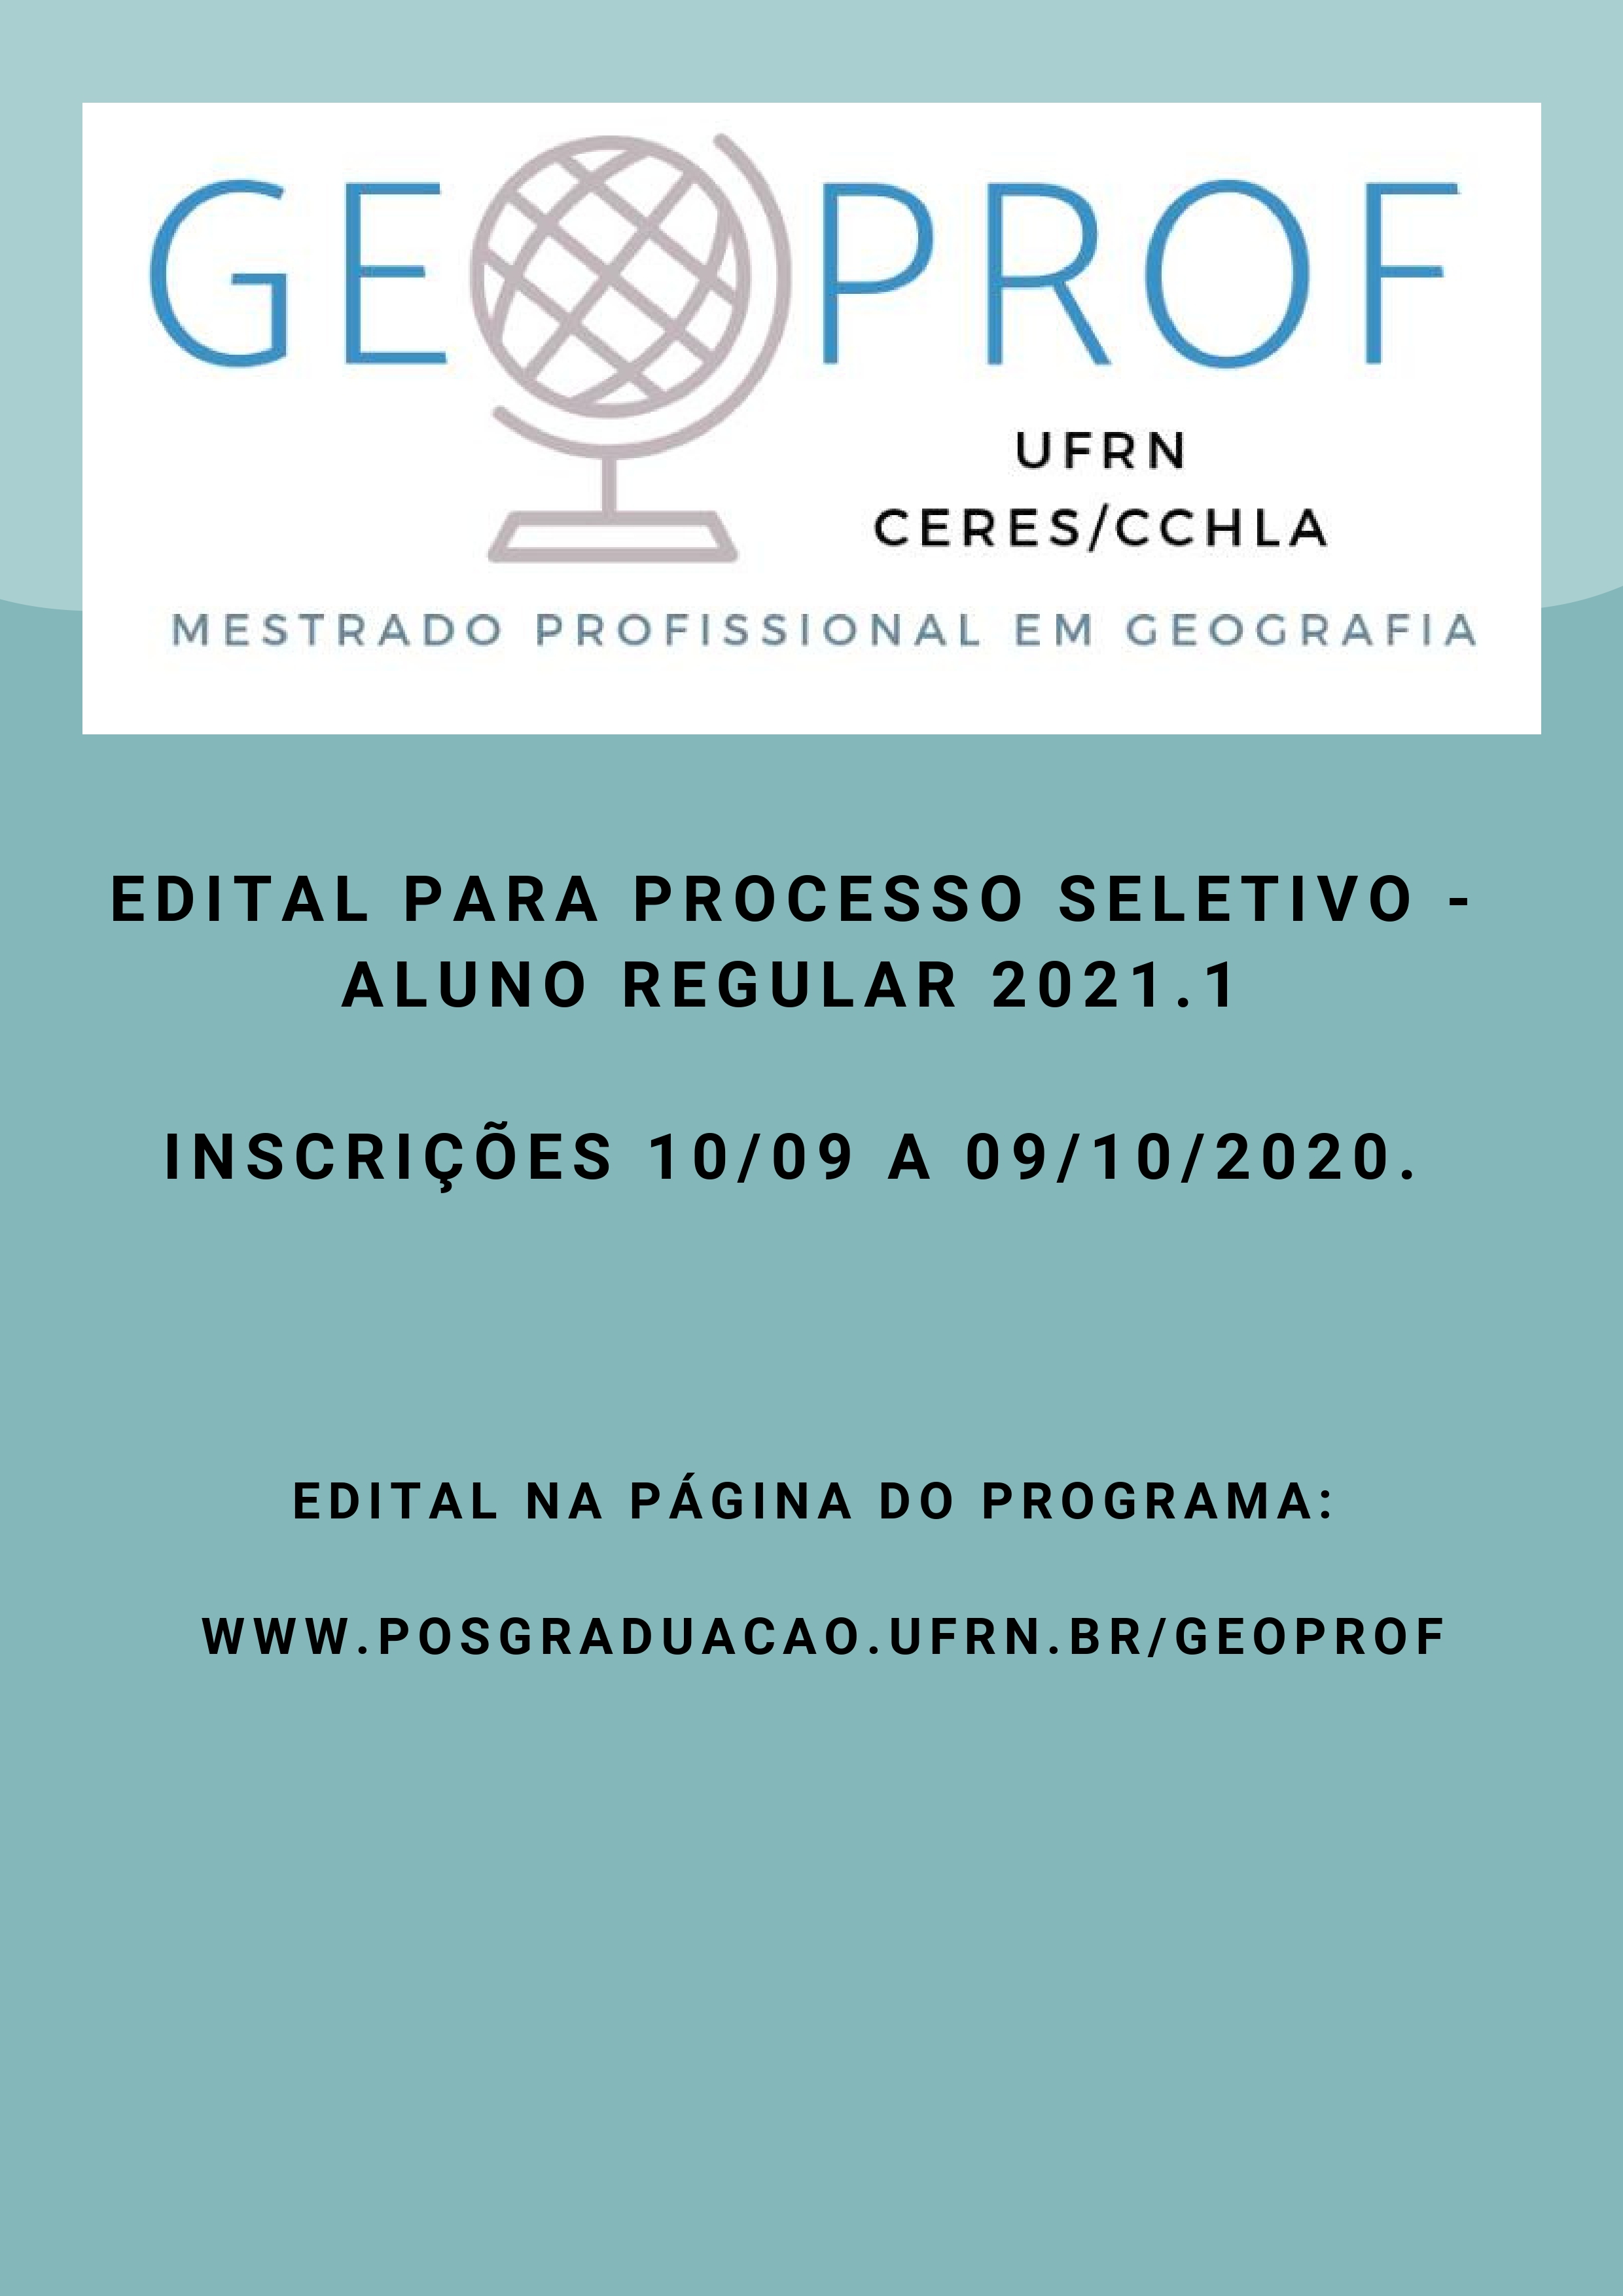 GEOPROF
UFRN
CERES/CCHLA
MESTRADO PROFISSIONAL EM GEOGRAFIA
EDITAL PARA PROCESSO SELETIVO -
ALUNO REGULAR 2021.1
INSCRIÇÕES 10/09 A 09/10/2020.
EDITAL NA PÁGINA DO PROGRAMA:
WWW.POSGRADUACAO.UFRN.BR/GEOPROF